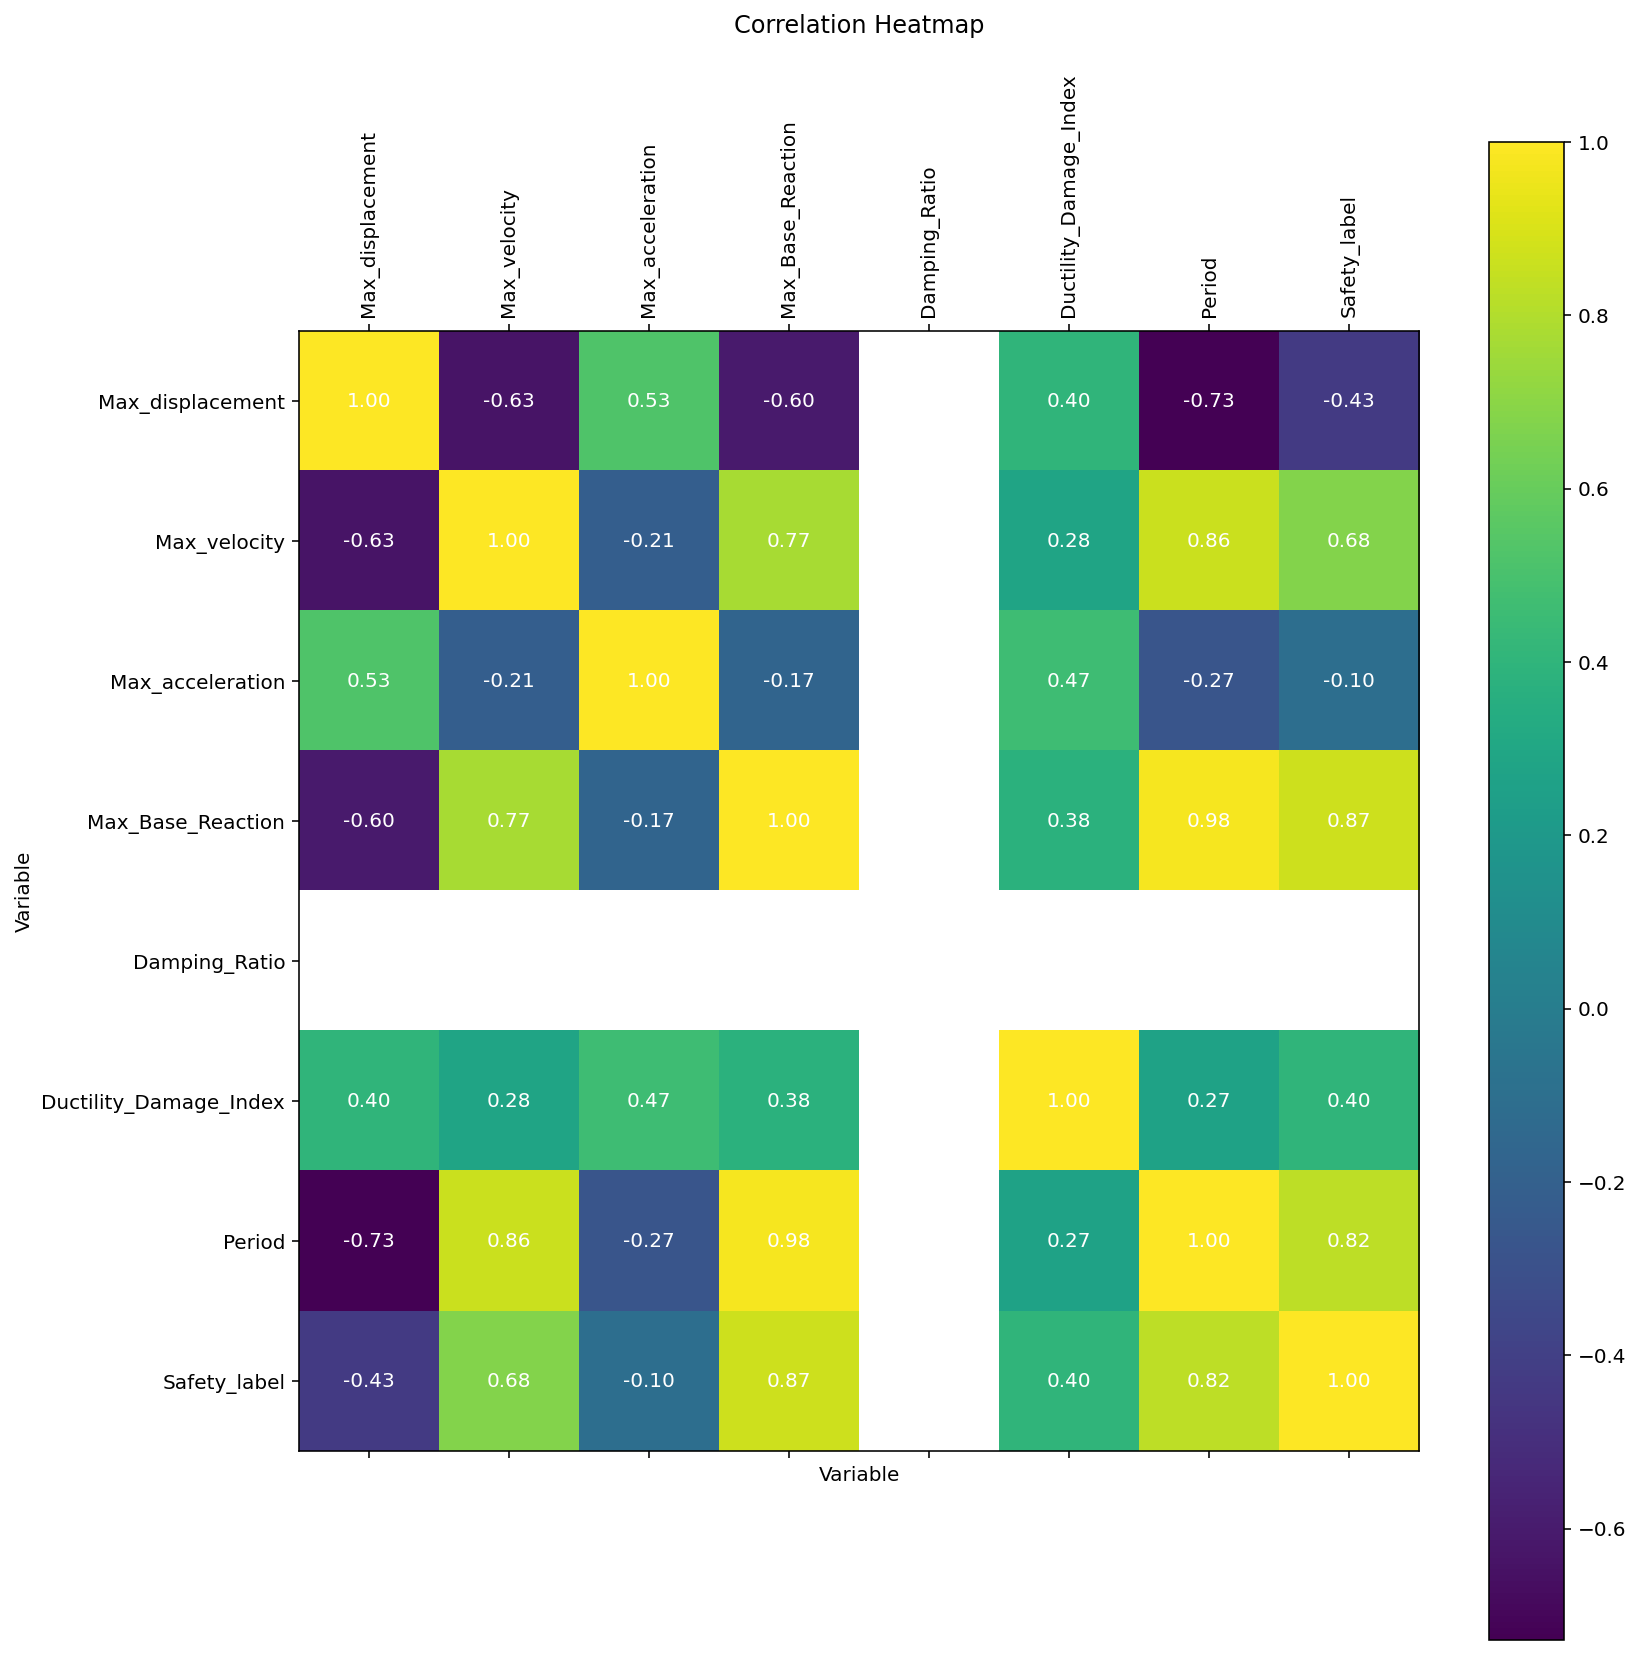 Correlation Heatmap
Max_displacement
Max_velocity
Max_acceleration
Max_Base_Reaction
Damping_Ratio
Ductility_Damage_Index
Period
Safety_label
Variable
Max_displacement 1.00 -0.63 0.53 -0.60 0.40 -0.73 -0.43
Max_velocity -0.63 1.00 -0.21 0.77 0.28 0.86 0.68
Max_acceleration 0.53 -0.21 1.00 -0.17 0.47 -0.27 -0.10
Max_Base_Reaction -0.60 0.77 -0.17 1.00 0.38 0.98 0.87
Damping_Ratio
Ductility_Damage_Index 0.40 0.28 0.47 0.38 1.00 0.27 0.40
Period -0.73 0.86 -0.27 0.98 0.27 1.00 0.82
Safety_label -0.43 0.68 -0.10 0.87 0.40 0.82 1.00
Variable
1.0
0.8
0.6
0.4
0.2
0.0
−0.2
−0.4
−0.6